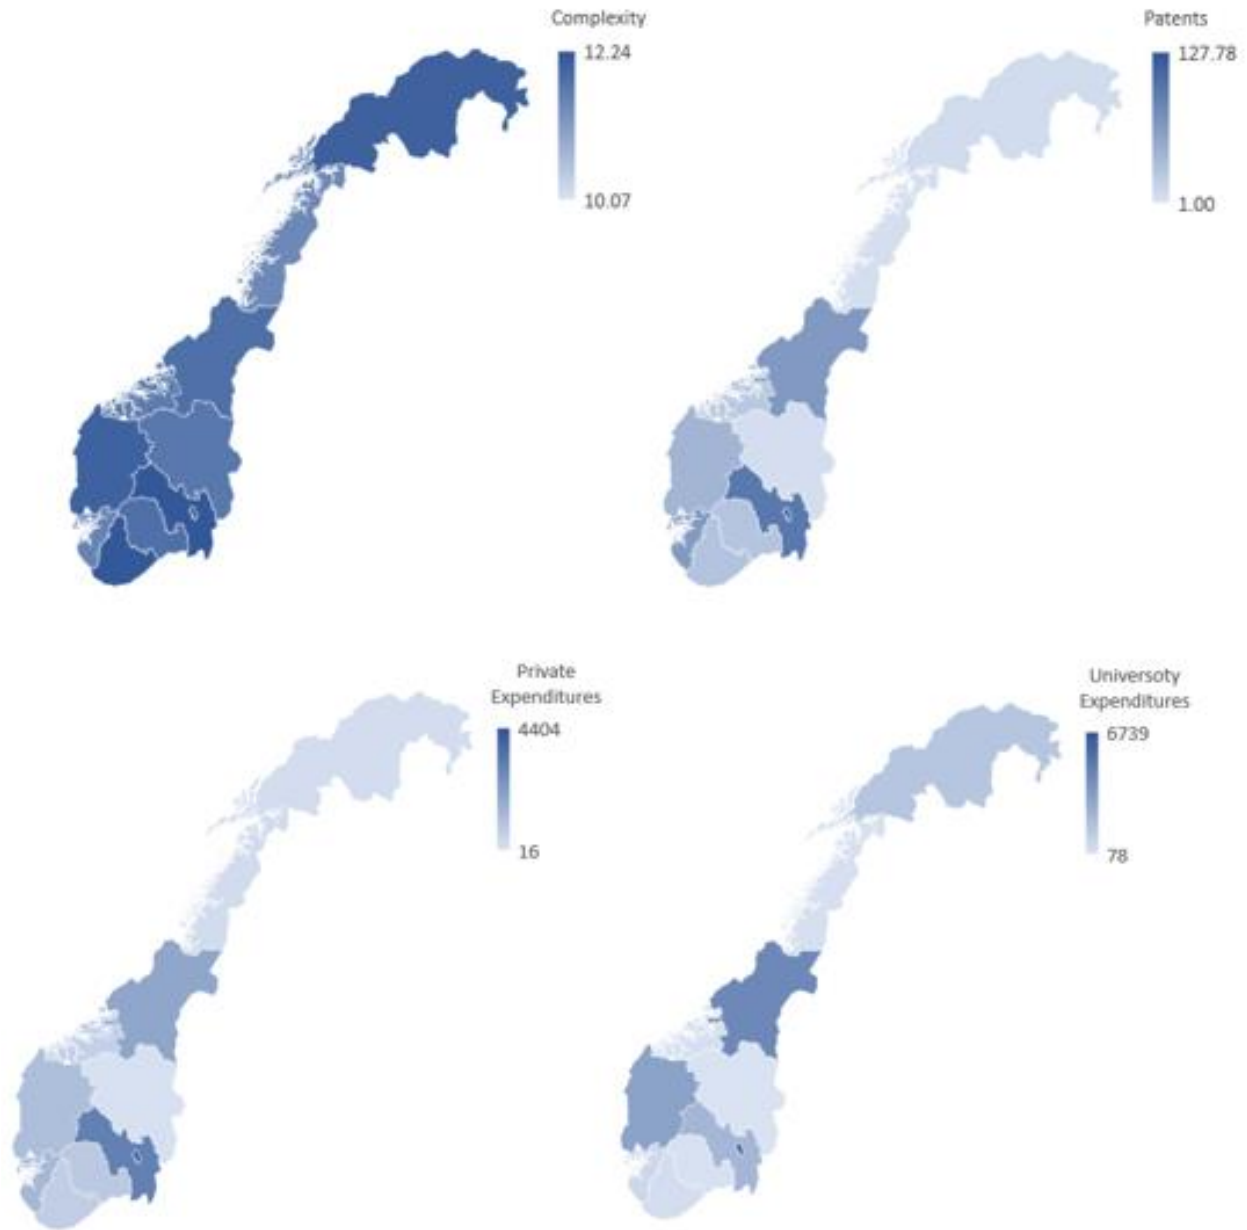 Complexity
12.24
10.07
Patents
127.78
1.00
Private
Expenditures
4404
16
Universoty
Expenditures
6739
78